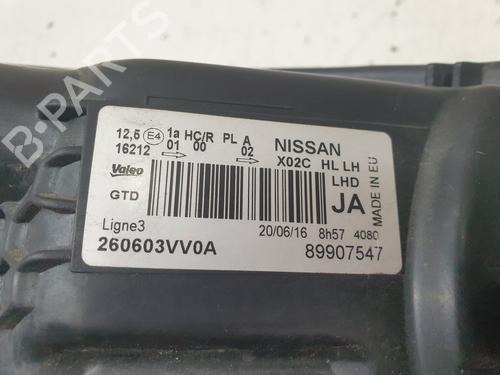 B-PARTS
12,5 E4 1a HC/R PL A NISSAN
16212 01 00 02 X02C HL LH
Valeo LHD
GTD JA
MADE IN EU
Ligne3 20/06/16 8h57 4080
260603VV0A 89907547